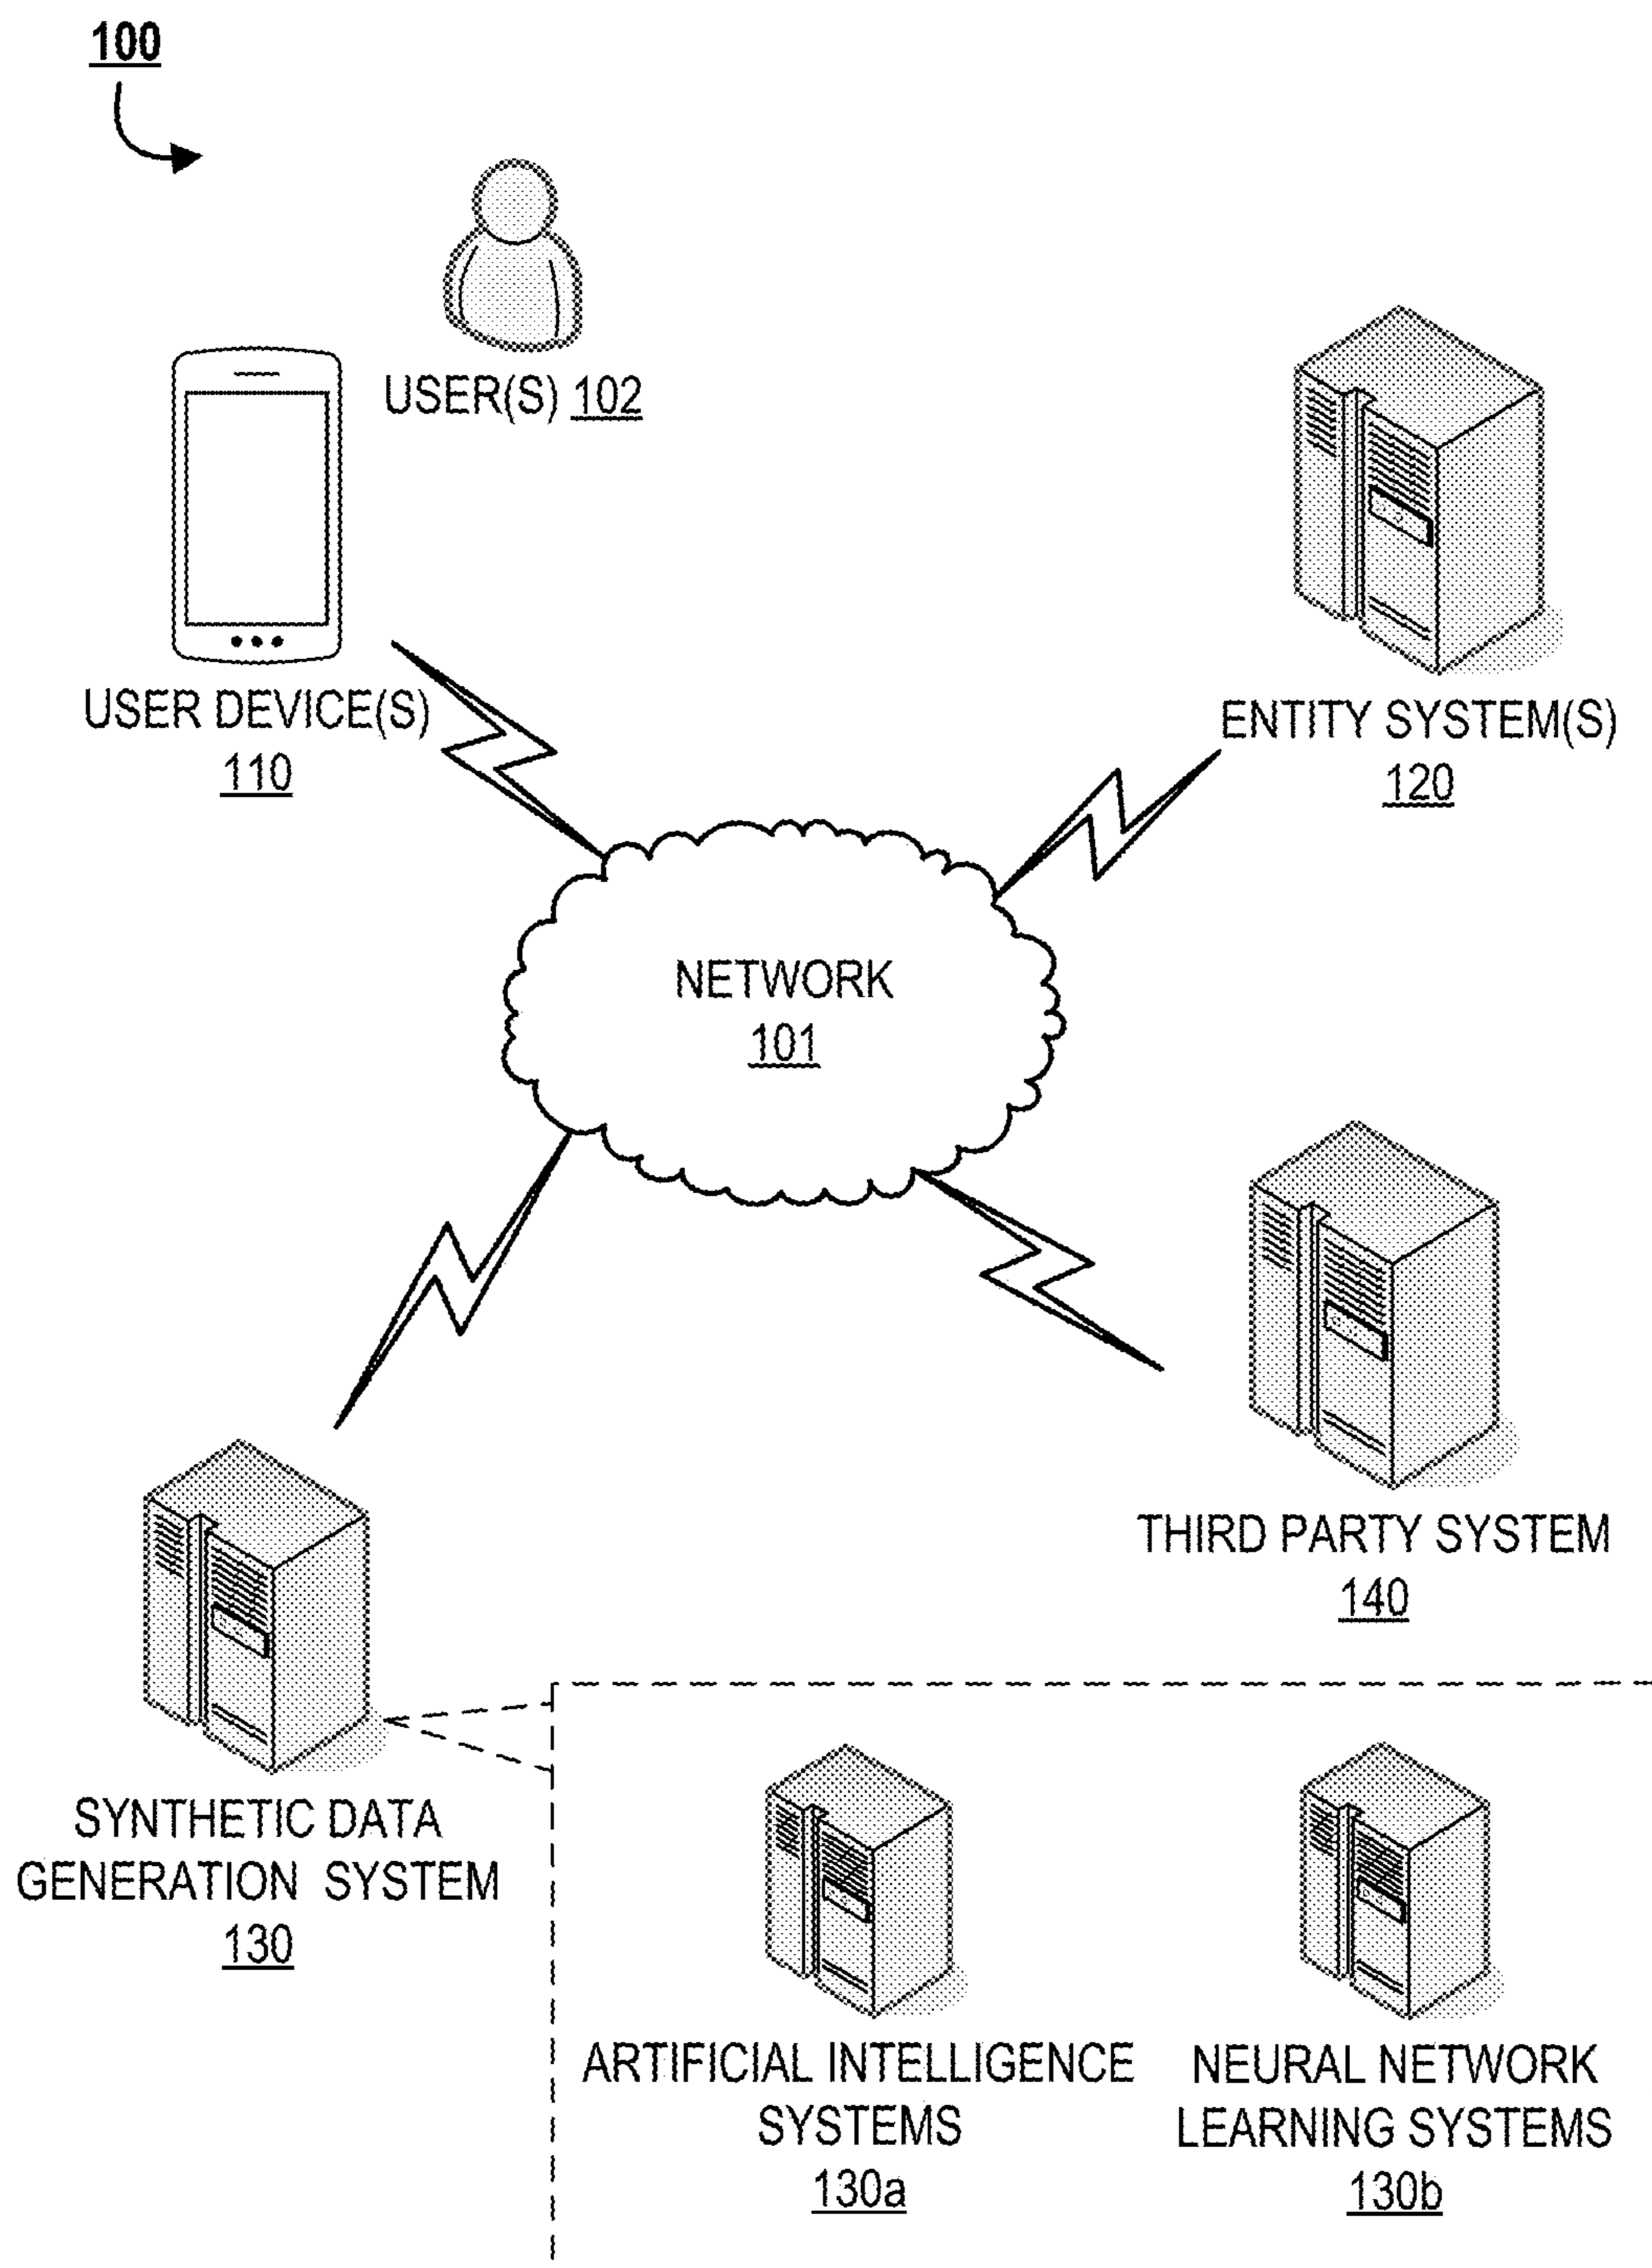 100
USER(S) 102
USER DEVICE(S)
110
ENTITY SYSTEM(S)
120
NETWORK
101
THIRD PARTY SYSTEM
140
SYNTHETIC DATA
GENERATION SYSTEM
130
ARTIFICIAL INTELLIGENCE
SYSTEMS
130a
NEURAL NETWORK
LEARNING SYSTEMS
130b